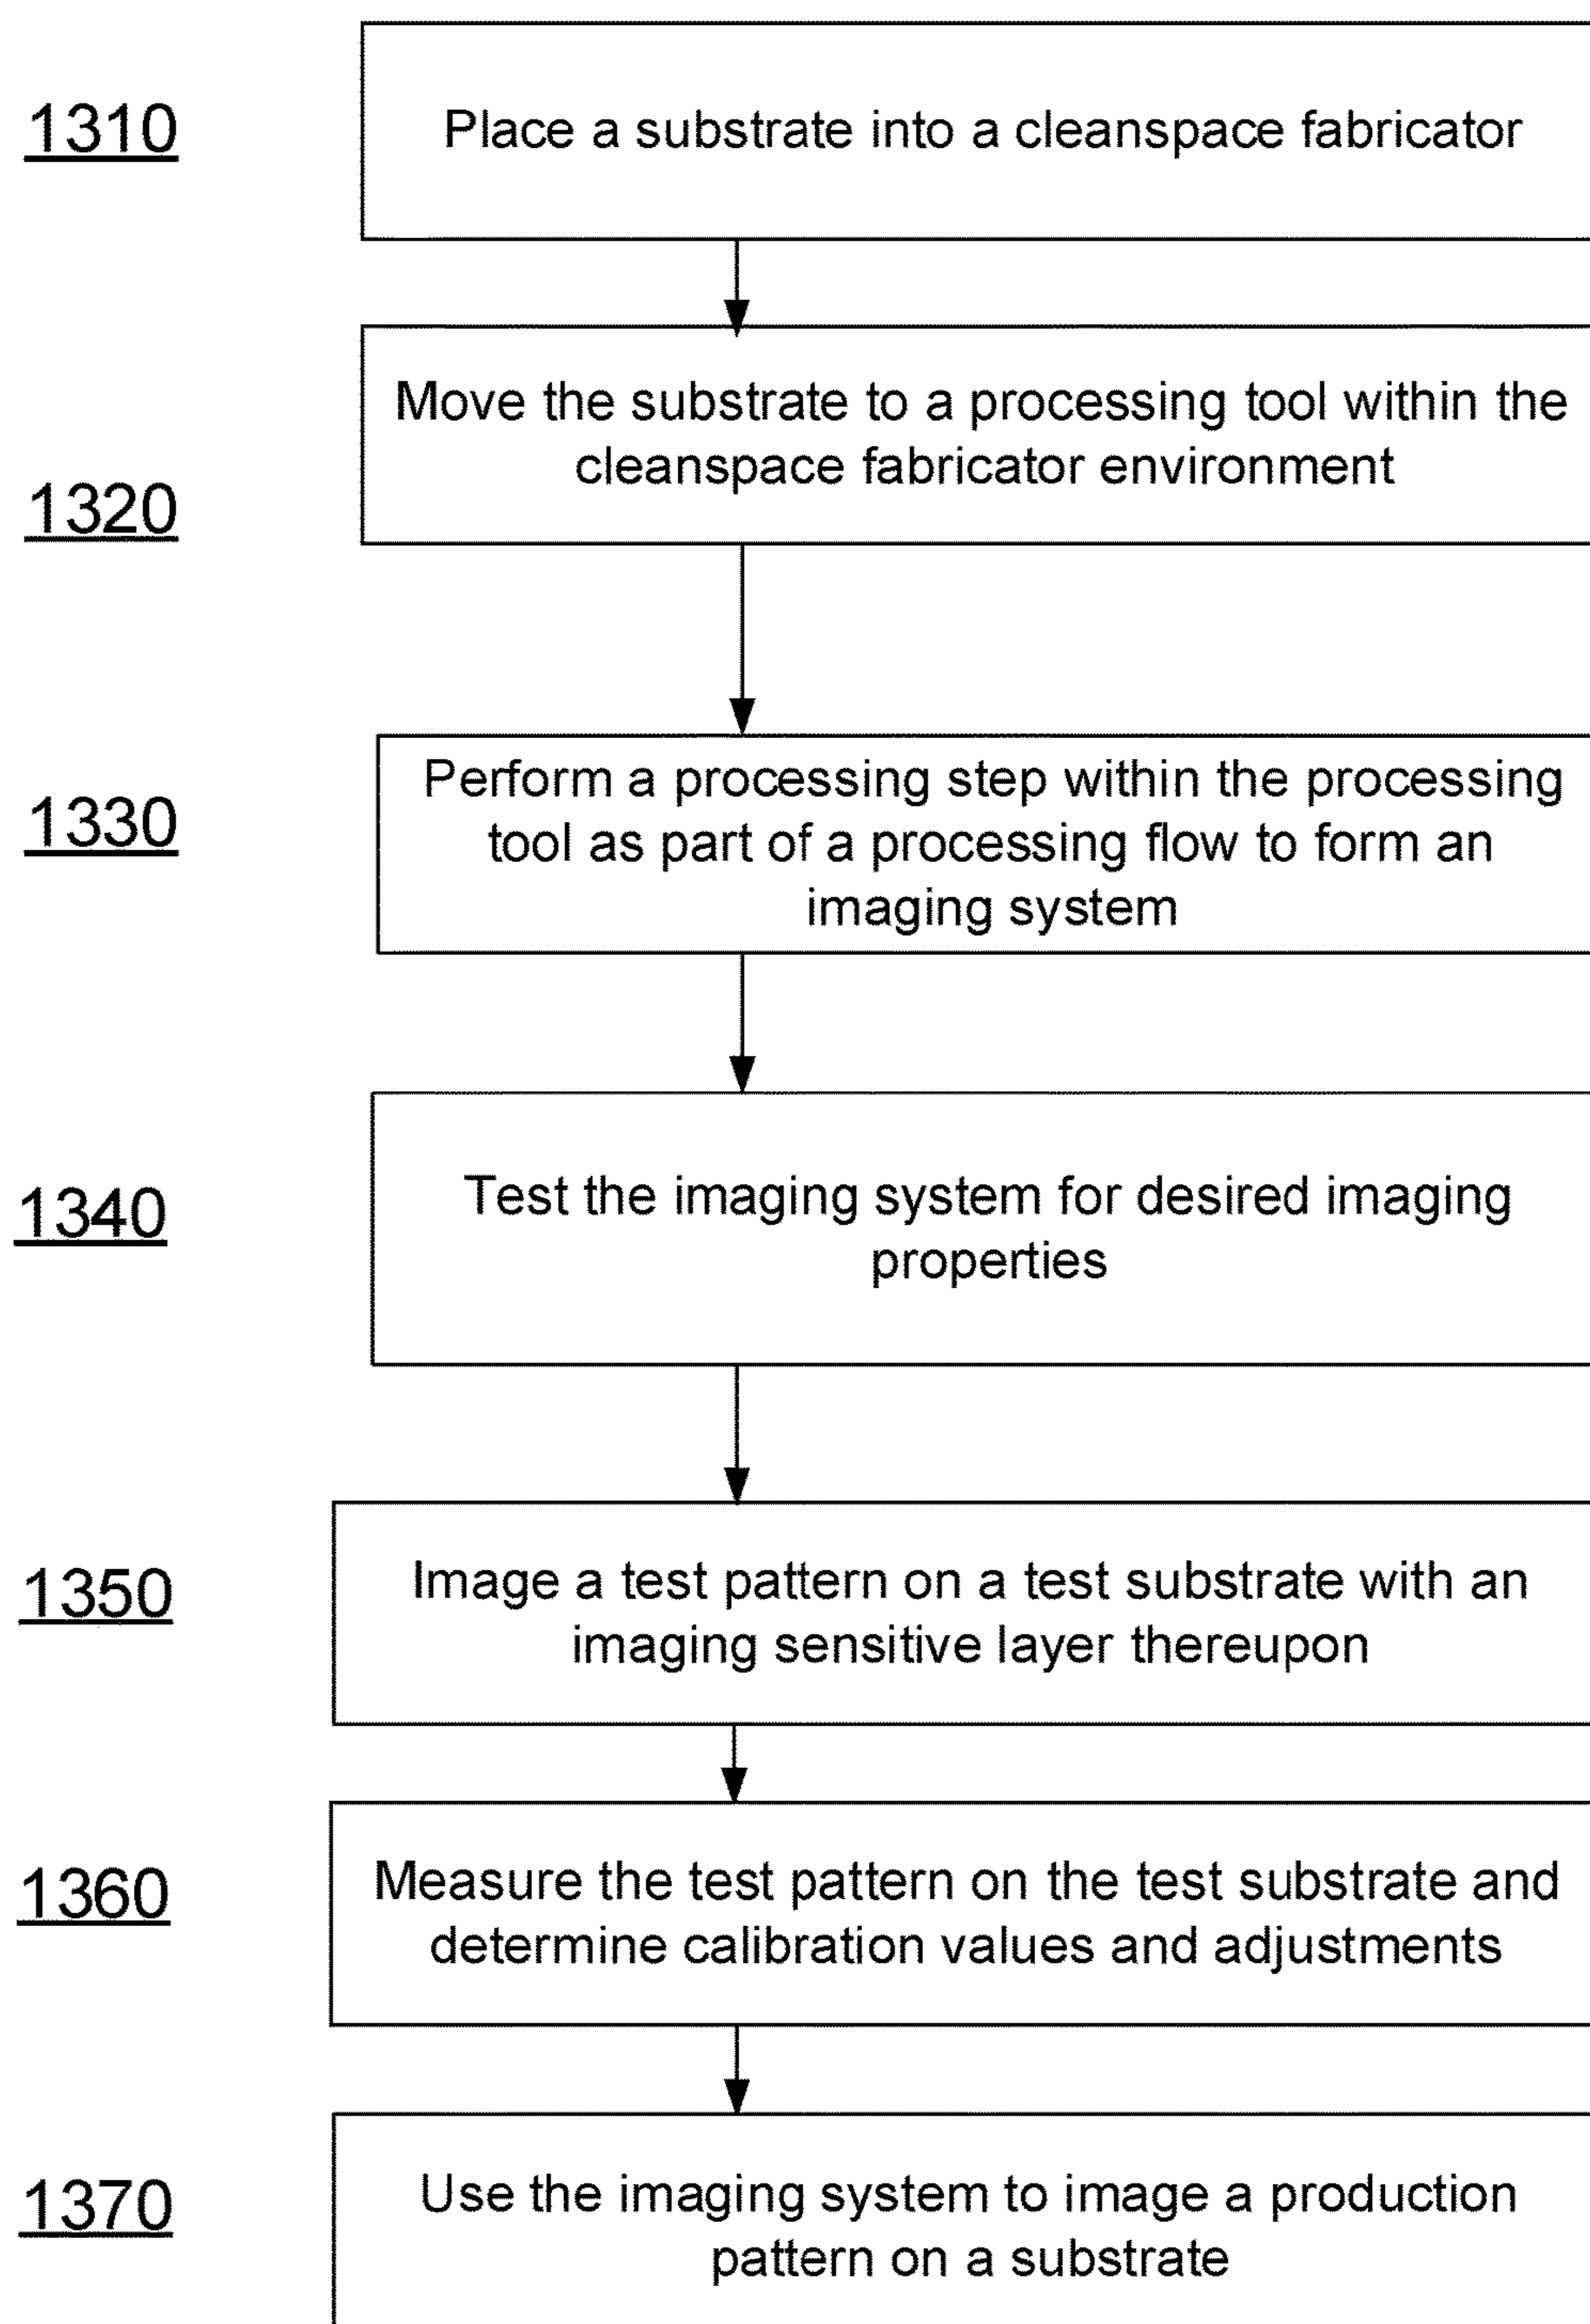 1310
Place a substrate into a cleanspace fabricator
Move the substrate to a processing tool within the
cleanspace fabricator environment
1320
Perform a processing step within the processing
1330
tool as part of a processing flow to form an
imaging system
1340
Test the imaging system for desired imaging
properties
1350
Image a test pattern on a test substrate with an
imaging sensitive layer thereupon
1360
Measure the test pattern on the test substrate and
determine calibration values and adjustments
1370
Use the imaging system to image a production
pattern on a substrate